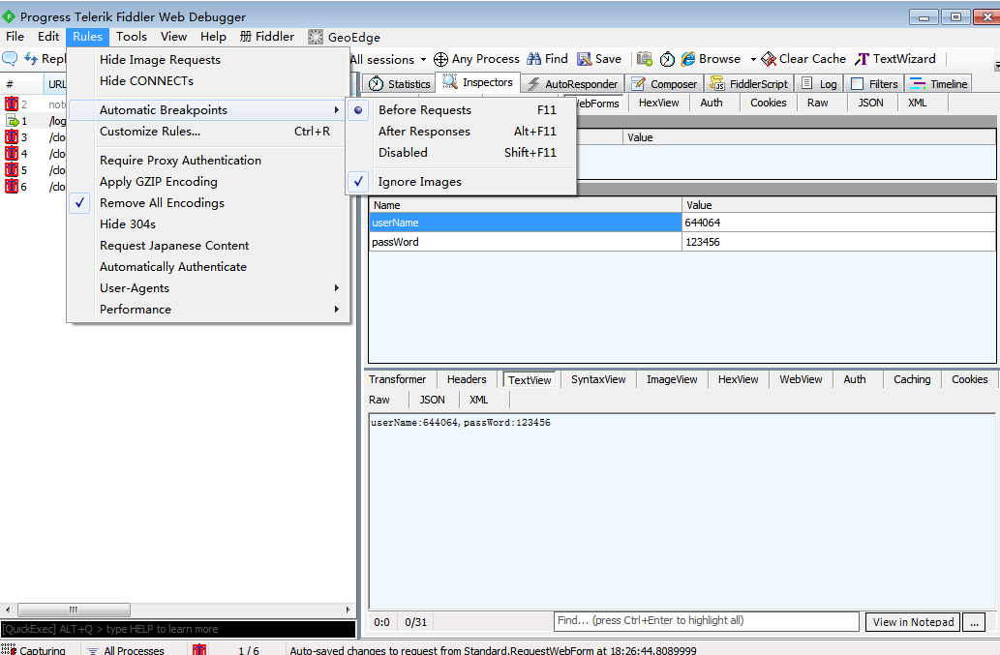 Progress Telerik Fiddler Web Debugger
File Edit Rules Tools View Help 册 Fiddler GeoEdge
Repl All sessions Any Process Find Save Browse Clear Cache TextWizard
# URL
2 note
1 /log
3 /clo
4 /clo
5 /clo
6 /clo
Hide Image Requests
Hide CONNECTs
Automatic Breakpoints
Customize Rules... Ctrl+R
Require Proxy Authentication
Apply GZIP Encoding
Remove All Encodings
Hide 304s
Request Japanese Content
Automatically Authenticate
User-Agents
Performance
Before Requests F11
After Responses Alt+F11
Disabled Shift+F11
Ignore Images
Statistics Inspectors AutoResponder Composer FiddlerScript Log Filters Timeline
WebForms HexView Auth Cookies Raw JSON XML
Value
Name Value
userName 644064
passWord 123456
Transformer Headers TextView SyntaxView ImageView HexView WebView Auth Caching Cookies
Raw JSON XML
userName:644064,passWord:123456
0:0 0/31 Find... (press Ctrl+Enter to highlight all) View in Notepad ...
[QuickExec] ALT+Q > type HELP to learn more
Capturing All Processes 1 / 6 Auto-saved changes to request from Standard.RequestWebForm at 18:26:44.8089999